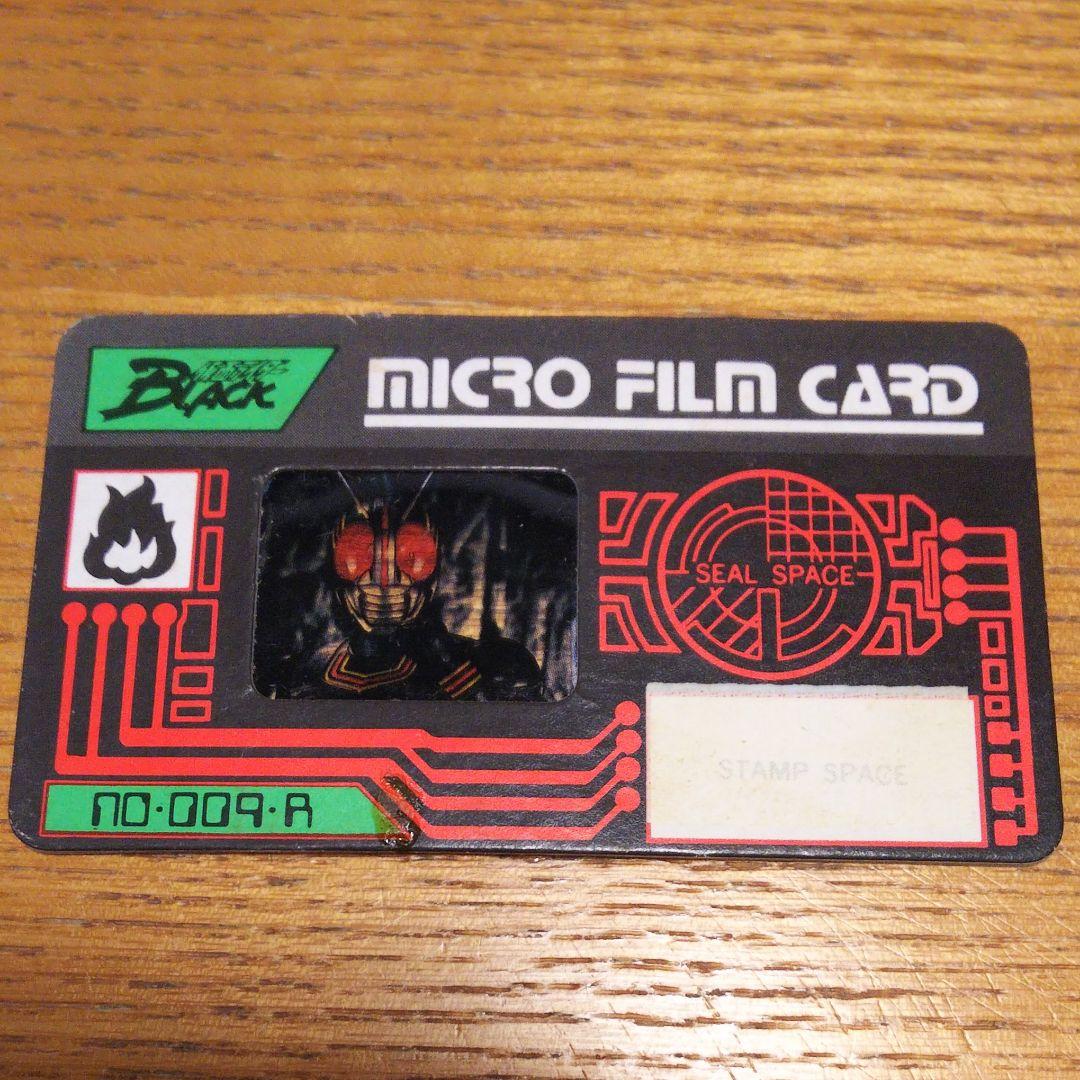 BLACK
MICRO FILM CARD
SEAL SPACE
STAMP SPACE
NO·009·A